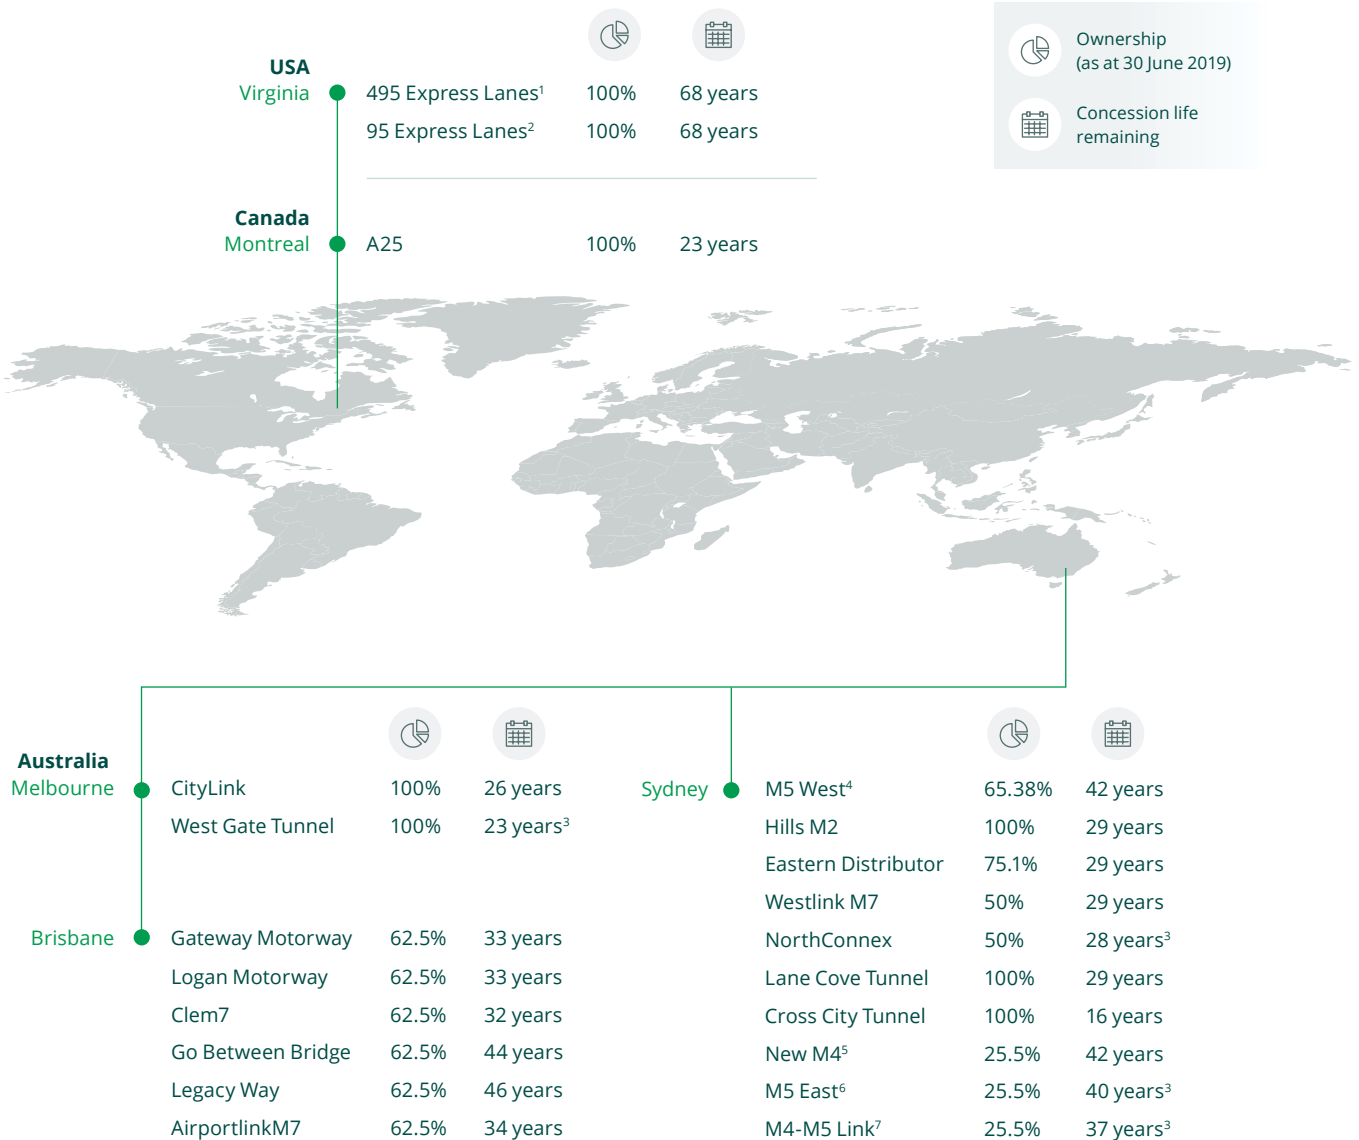 USA
Virginia
495 Express Lanes¹ 100% 68 years
95 Express Lanes² 100% 68 years
Ownership
(as at 30 June 2019)
Concession life
remaining
Canada
Montreal
A25 100% 23 years
Australia
Melbourne
CityLink 100% 26 years
West Gate Tunnel 100% 23 years³
Brisbane
Gateway Motorway 62.5% 33 years
Logan Motorway 62.5% 33 years
Clem7 62.5% 32 years
Go Between Bridge 62.5% 44 years
Legacy Way 62.5% 46 years
AirportlinkM7 62.5% 34 years
Sydney
M5 West⁴ 65.38% 42 years
Hills M2 100% 29 years
Eastern Distributor 75.1% 29 years
Westlink M7 50% 29 years
NorthConnex 50% 28 years³
Lane Cove Tunnel 100% 29 years
Cross City Tunnel 100% 16 years
New M4⁵ 25.5% 42 years
M5 East⁶ 25.5% 40 years³
M4-M5 Link⁷ 25.5% 37 years³